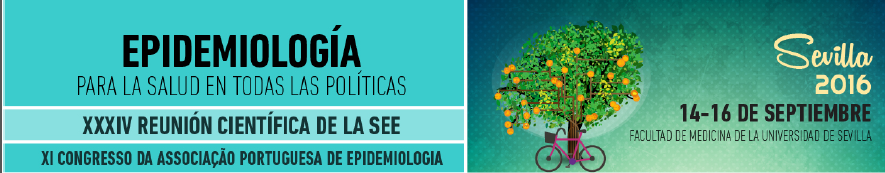 EPIDEMIOLOGÍA
PARA LA SALUD EN TODAS LAS POLÍTICAS
XXXIV REUNIÓN CIENTÍFICA DE LA SEE
XI CONGRESSO DA ASSOCIAÇÃO PORTUGUESA DE EPIDEMIOLOGIA
Sevilla
2016
14-16 DE SEPTIEMBRE
FACULTAD DE MEDICINA DE LA UNIVERSIDAD DE SEVILLA